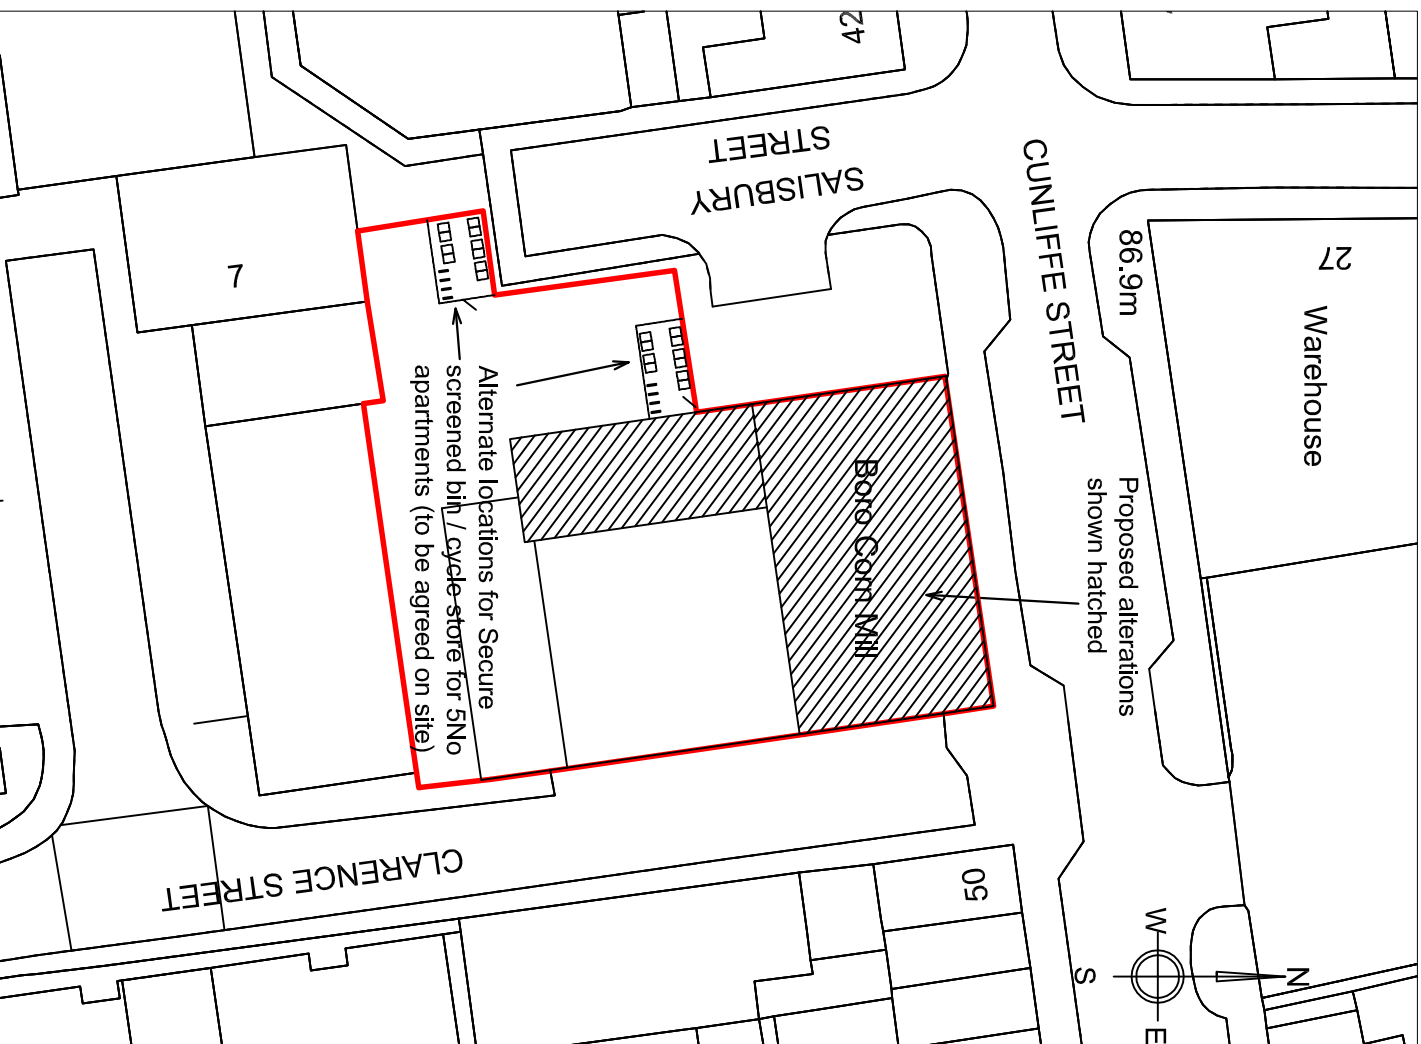 27
Warehouse
86.9m
CUNLIFFE STREET
42
SALISBURY
STREET
Proposed alterations
shown hatched
Boro Corn Mill
Alternate locations for Secure
screened bin / cycle store for 5No
apartments (to be agreed on site)
7
CLARENCE STREET
50
N
W
E
S